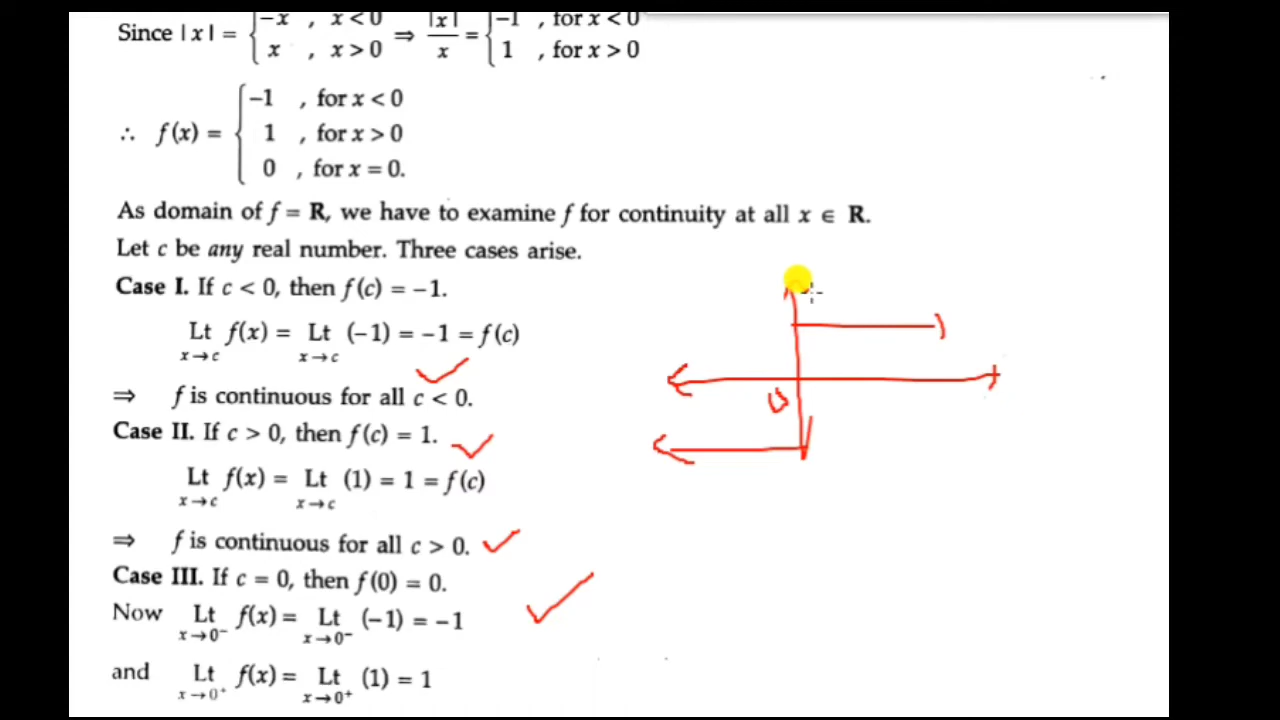 Since |x| = { -x , x < 0
x , x > 0 ⇒ |x|/x = { -1 , for x < 0
1 , for x > 0
∴ f(x) = { -1 , for x < 0
1 , for x > 0
0 , for x = 0.
As domain of f = R, we have to examine f for continuity at all x ∈ R.
Let c be any real number. Three cases arise.
Case I. If c < 0, then f(c) = -1.
Lt x→c f(x) = Lt x→c (-1) = -1 = f(c)
⇒ f is continuous for all c < 0.
Case II. If c > 0, then f(c) = 1.
Lt x→c f(x) = Lt x→c (1) = 1 = f(c)
⇒ f is continuous for all c > 0.
Case III. If c = 0, then f(0) = 0.
Now Lt x→0⁻ f(x) = Lt x→0⁻ (-1) = -1
and Lt x→0⁺ f(x) = Lt x→0⁺ (1) = 1
0